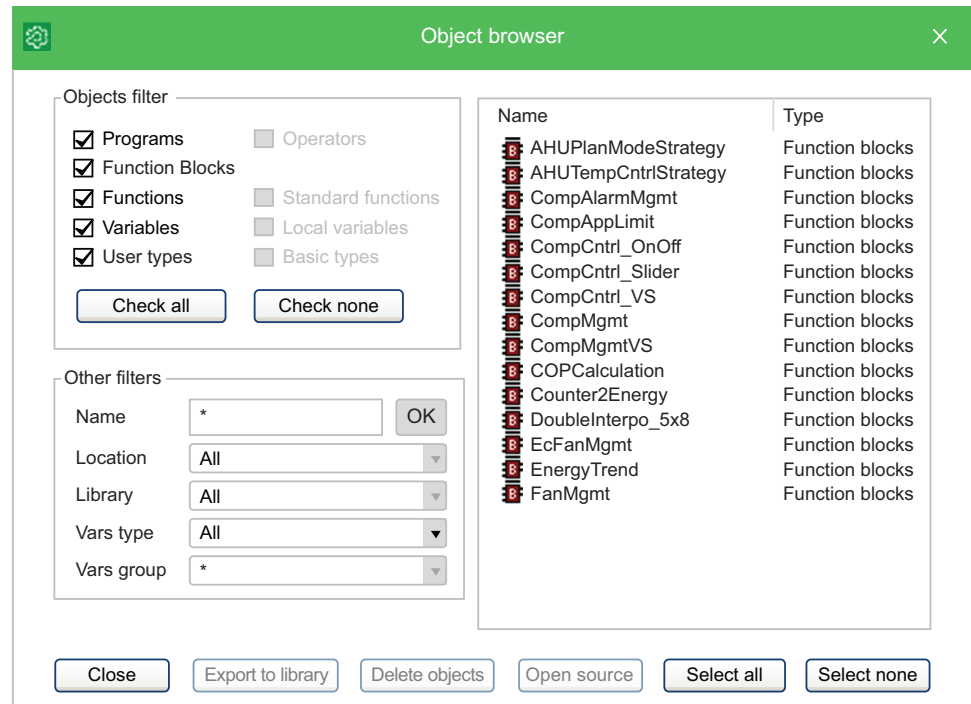 Object browser
Objects filter
Programs
Operators
Function Blocks
Functions
Standard functions
Variables
Local variables
User types
Basic types
Check all
Check none
Other filters
Name
*
OK
Location
All
Library
All
Vars type
All
Vars group
*
Name Type
AHUPlanModeStrategy Function blocks
AHUTempCntrlStrategy Function blocks
CompAlarmMgmt Function blocks
CompAppLimit Function blocks
CompCntrl_OnOff Function blocks
CompCntrl_Slider Function blocks
CompCntrl_VS Function blocks
CompMgmt Function blocks
CompMgmtVS Function blocks
COPCalculation Function blocks
Counter2Energy Function blocks
DoubleInterpo_5x8 Function blocks
EcFanMgmt Function blocks
EnergyTrend Function blocks
FanMgmt Function blocks
Close
Export to library
Delete objects
Open source
Select all
Select none